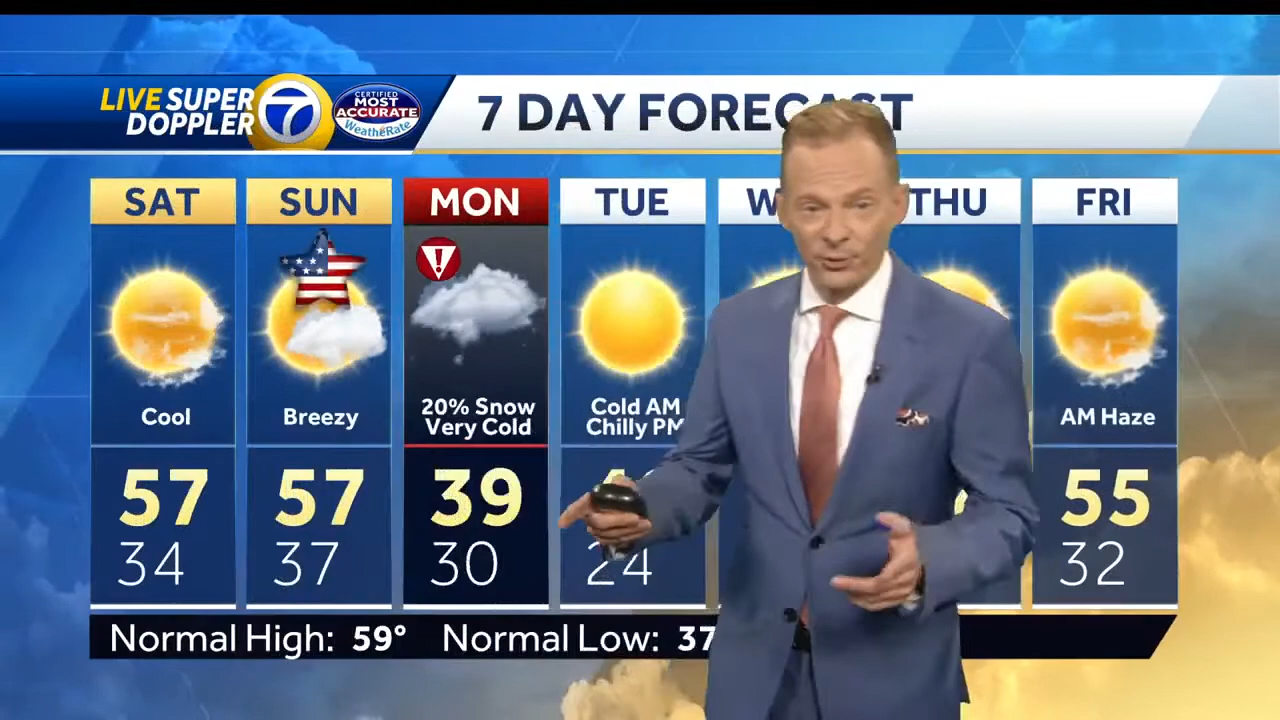 LIVE SUPER
DOPPLER
7
CERTIFIED
MOST
ACCURATE
WeatheRate
7 DAY FORECAST
SAT
SUN
MON
TUE
W
THU
FRI
Cool
Breezy
20% Snow
Very Cold
Cold AM
Chilly PM
AM Haze
57
57
39
55
34
37
30
24
32
Normal High: 59° Normal Low: 37